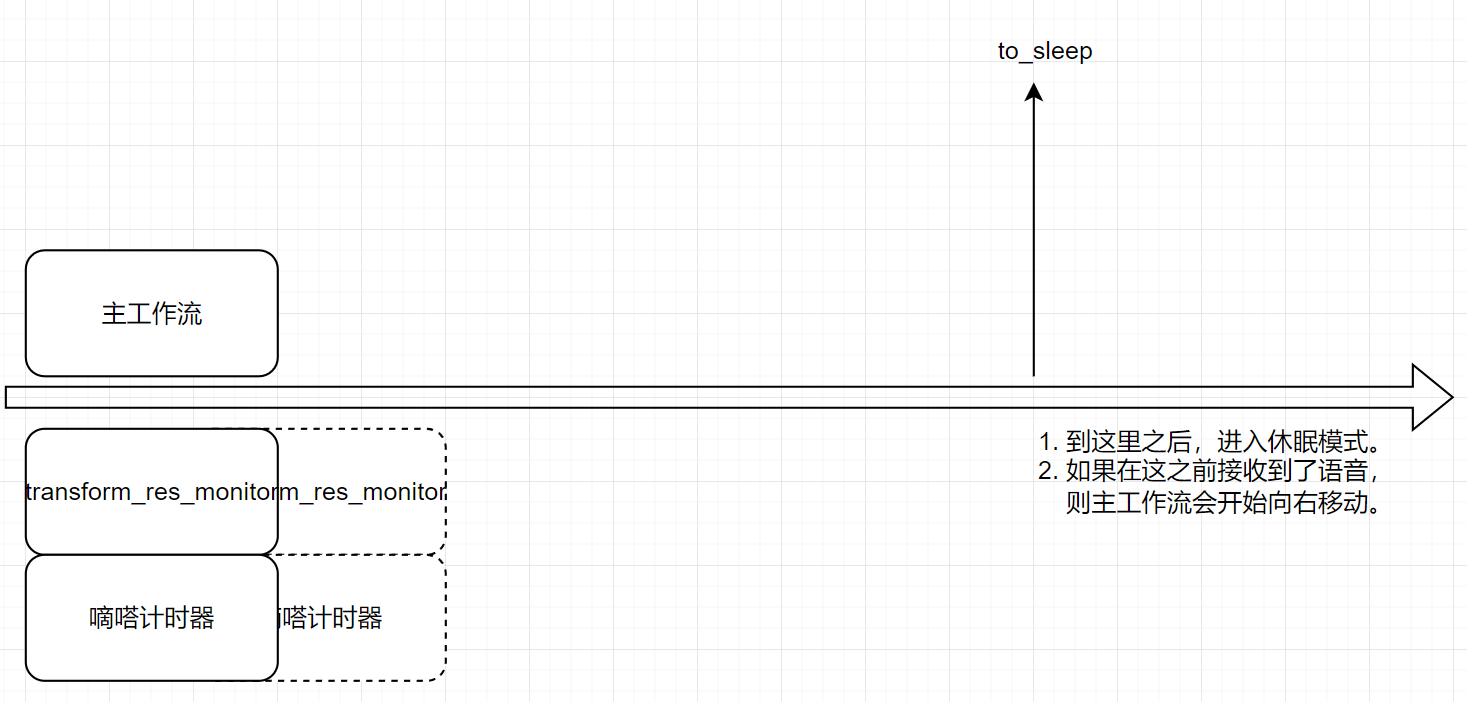 to_sleep
主工作流
1. 到这里之后，进入休眠模式。
2. 如果在这之前接收到了语音，
则主工作流会开始向右移动。
transform_res_monitor
m_res_monitor
嘀嗒计时器
嗒计时器